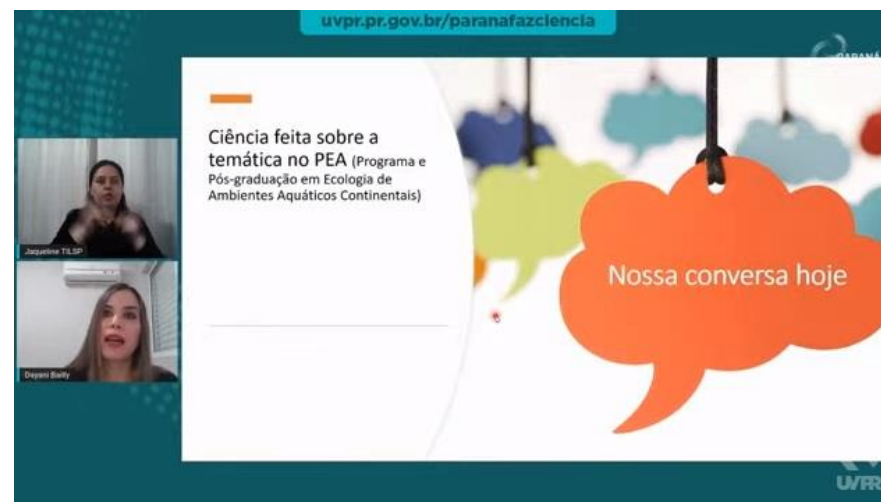 uvpr.pr.gov.br/paranafazciencia
PARANÁ
Ciência feita sobre a
temática no PEA (Programa e
Pós-graduação em Ecologia de
Ambientes Aquáticos Continentais)
Nossa conversa hoje
Jaqueline TILSP
Dayani Bailly
UVPR